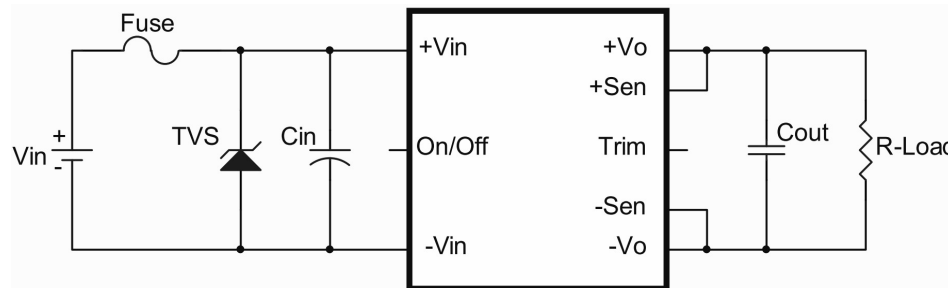 Fuse
+Vin
+Vo
+Sen
+
Vin
-
TVS
Cin
On/Off
Trim
Cout
R-Load
-Sen
-Vin
-Vo